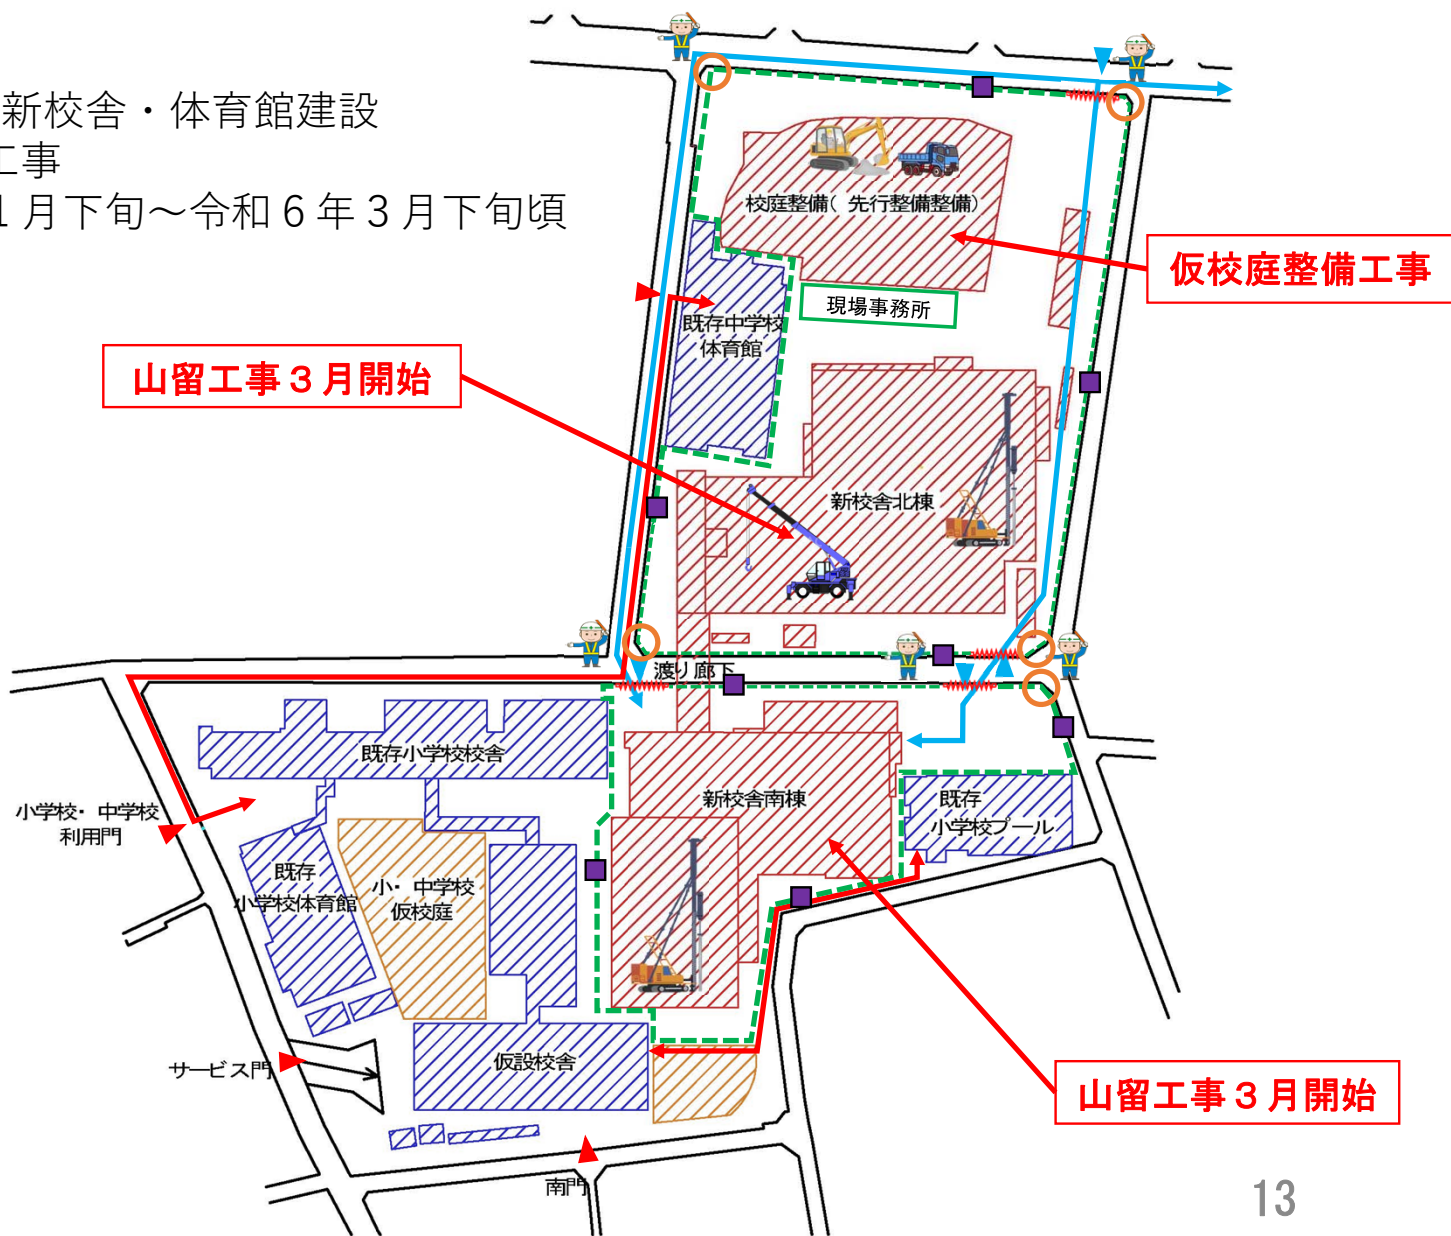 新校舎・体育館建設
工事
1月下旬~令和6年3月下旬頃
校庭整備( 先行整備整備)
仮校庭整備工事
現場事務所
既存中学校
体育館
山留工事3月開始
新校舎北棟
渡り廊下
既存小学校校舎
新校舎南棟
既存
小学校プール
小学校・中学校
利用門
既存
小学校体育館
小・中学校
仮校庭
仮設校舎
サービス門
山留工事3月開始
南門
13